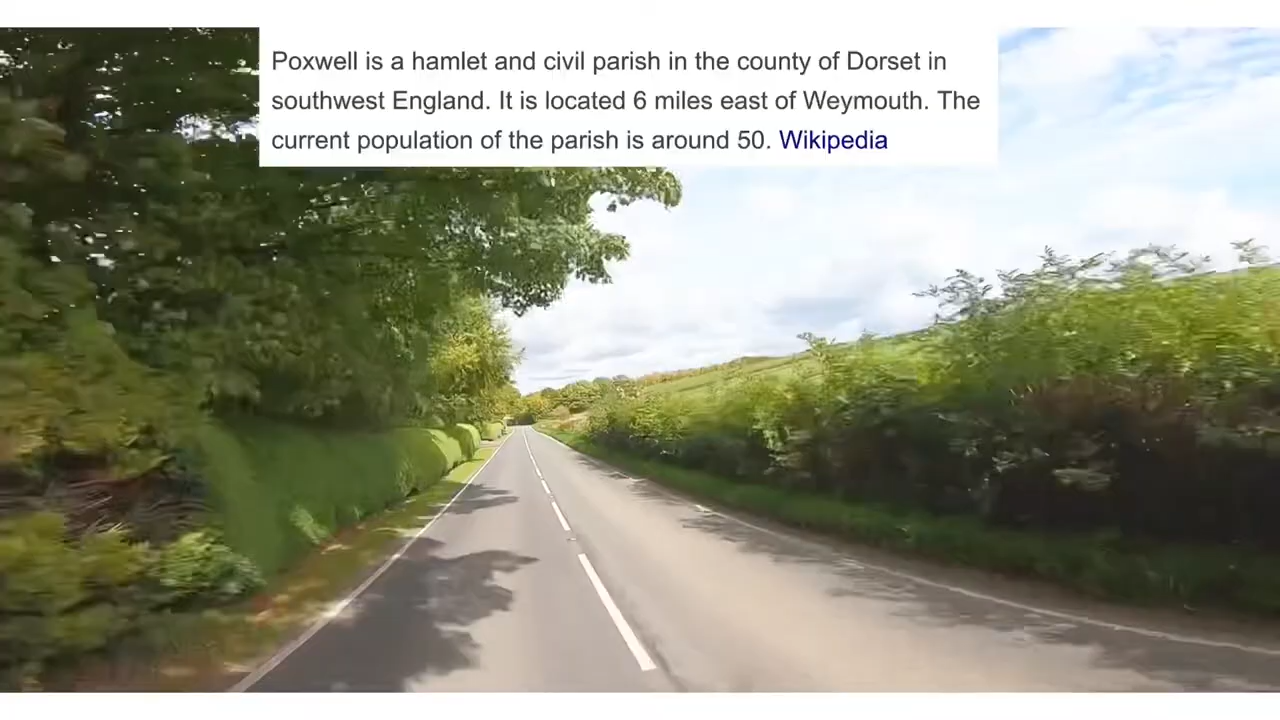 Poxwell is a hamlet and civil parish in the county of Dorset in
southwest England. It is located 6 miles east of Weymouth. The
current population of the parish is around 50. Wikipedia